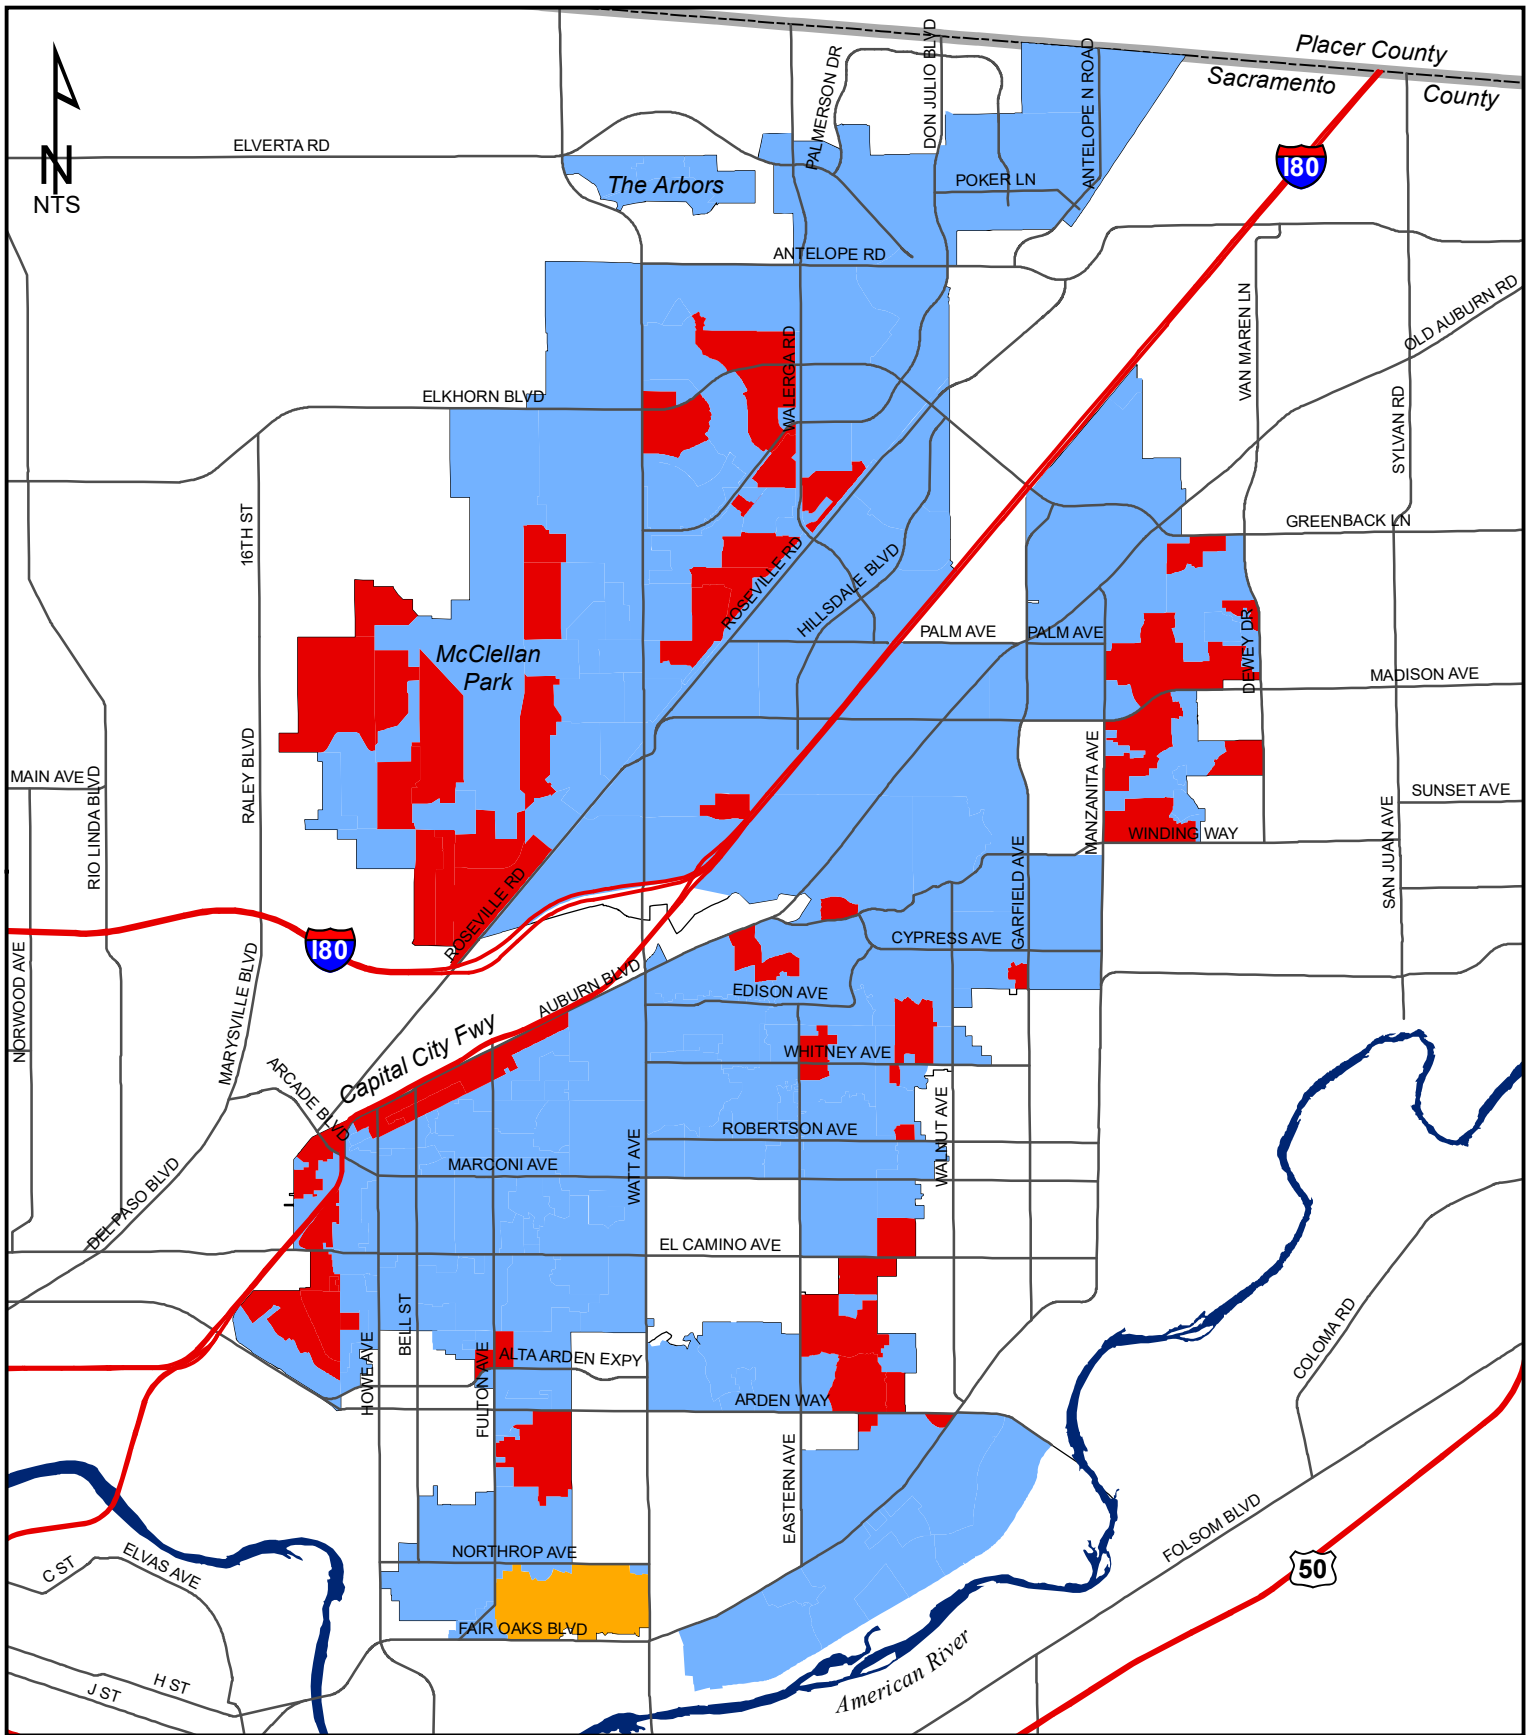 Placer County
Sacramento
County
PALMERSON DR
DON JULIO BLVD
ANTELOPE N ROAD
N
NTS
ELVERTA RD
I80
The Arbors
POKER LN
ANTELOPE RD
VAN MAREN LN
OLD AUBURN RD
WALERGA RD
ELKHORN BLVD
SYLVAN RD
16TH ST
GREENBACK LN
ROSEVILLE RD
HILLSDALE BLVD
PALM AVE
PALM AVE
McClellan
Park
DEWEY DR
MADISON AVE
MAIN AVE
RIO LINDA BLVD
RALEY BLVD
MANZANITA AVE
SUNSET AVE
WINDING WAY
SAN JUAN AVE
GARFIELD AVE
ROSEVILLE RD
I80
CYPRESS AVE
NORWOOD AVE
MARYSVILLE BLVD
AUBURN BLVD
EDISON AVE
Capital City Fwy
WHITNEY AVE
ARCADE BLVD
WALNUT AVE
ROBERTSON AVE
WATT AVE
MARCONI AVE
DEL PASO BLVD
EL CAMINO AVE
BELL ST
HOWE AVE
FULTON AVE
ALTA ARDEN EXPY
COLOMA RD
ARDEN WAY
EASTERN AVE
FOLSOM BLVD
NORTHROP AVE
C ST
ELVAS AVE
50
FAIR OAKS BLVD
American River
H ST
J ST